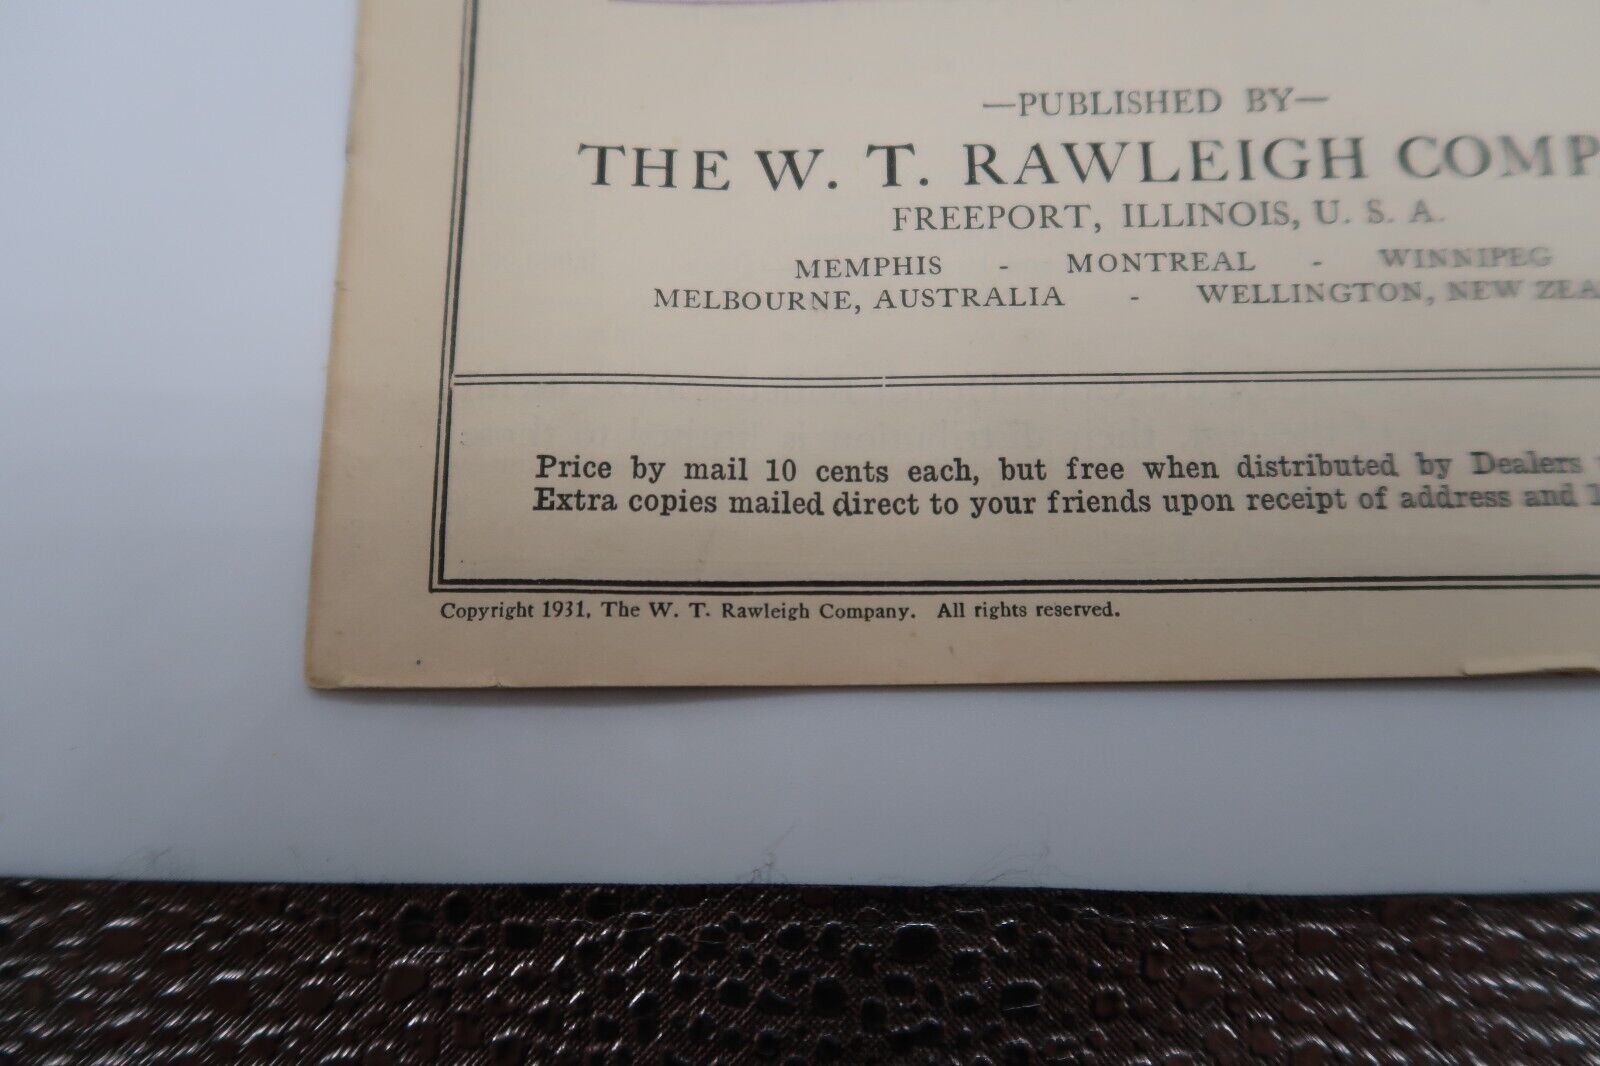 —PUBLISHED BY—
THE W. T. RAWLEIGH COMP
FREEPORT, ILLINOIS, U. S. A.
MEMPHIS - MONTREAL - WINNIPEG
MELBOURNE, AUSTRALIA - WELLINGTON, NEW ZEA
Price by mail 10 cents each, but free when distributed by Dealers
Extra copies mailed direct to your friends upon receipt of address and 1
Copyright 1931, The W. T. Rawleigh Company. All rights reserved.